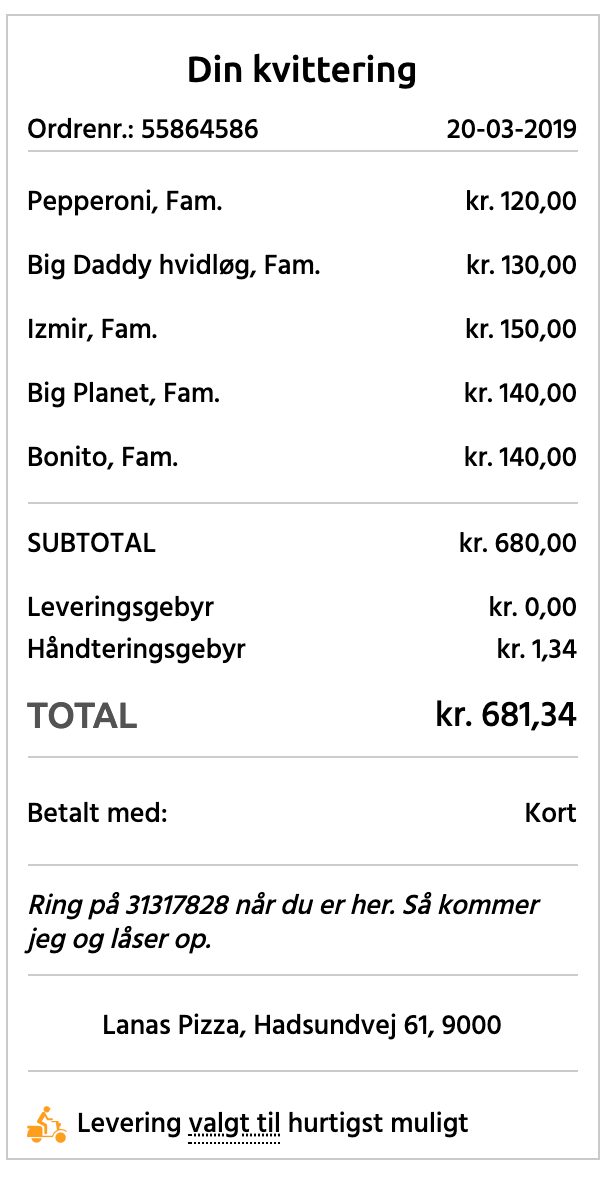 Din kvittering
Ordrenr.: 55864586 20-03-2019
Pepperoni, Fam. kr. 120,00
Big Daddy hvidløg, Fam. kr. 130,00
Izmir, Fam. kr. 150,00
Big Planet, Fam. kr. 140,00
Bonito, Fam. kr. 140,00
SUBTOTAL kr. 680,00
Leveringsgebyr kr. 0,00
Håndteringsgebyr kr. 1,34
TOTAL kr. 681,34
Betalt med: Kort
Ring på 31317828 når du er her. Så kommer
jeg og låser op.
Lanas Pizza, Hadsundvej 61, 9000
Levering valgt til hurtigst muligt